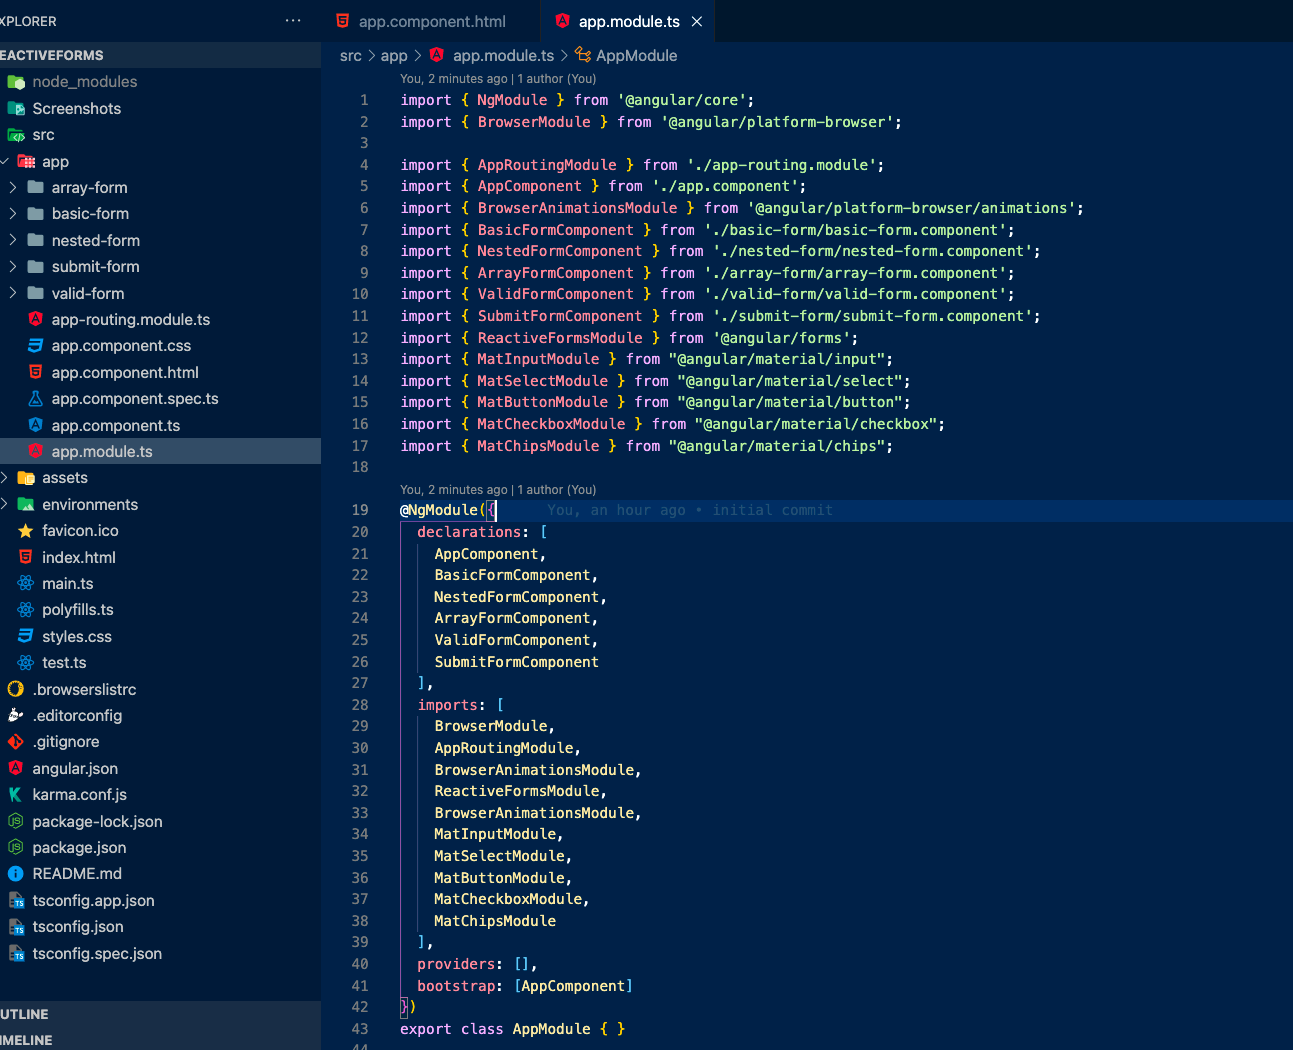 XPLORER
···
EACTIVEFORMS
node_modules
Screenshots
src
app
array-form
basic-form
nested-form
submit-form
valid-form
app-routing.module.ts
app.component.css
app.component.html
app.component.spec.ts
app.component.ts
app.module.ts
assets
environments
favicon.ico
index.html
main.ts
polyfills.ts
styles.css
test.ts
.browserslistrc
.editorconfig
.gitignore
angular.json
karma.conf.js
package-lock.json
package.json
README.md
tsconfig.app.json
tsconfig.json
tsconfig.spec.json
UTLINE
IMELINE
app.component.html
app.module.ts
src > app > app.module.ts > AppModule
You, 2 minutes ago | 1 author (You)
1 import { NgModule } from '@angular/core';
2 import { BrowserModule } from '@angular/platform-browser';
3
4 import { AppRoutingModule } from './app-routing.module';
5 import { AppComponent } from './app.component';
6 import { BrowserAnimationsModule } from '@angular/platform-browser/animations';
7 import { BasicFormComponent } from './basic-form/basic-form.component';
8 import { NestedFormComponent } from './nested-form/nested-form.component';
9 import { ArrayFormComponent } from './array-form/array-form.component';
10 import { ValidFormComponent } from './valid-form/valid-form.component';
11 import { SubmitFormComponent } from './submit-form/submit-form.component';
12 import { ReactiveFormsModule } from '@angular/forms';
13 import { MatInputModule } from "@angular/material/input";
14 import { MatSelectModule } from "@angular/material/select";
15 import { MatButtonModule } from "@angular/material/button";
16 import { MatCheckboxModule } from "@angular/material/checkbox";
17 import { MatChipsModule } from "@angular/material/chips";
18
You, 2 minutes ago | 1 author (You)
19 @NgModule({ You, an hour ago • initial commit
20 declarations: [
21 AppComponent,
22 BasicFormComponent,
23 NestedFormComponent,
24 ArrayFormComponent,
25 ValidFormComponent,
26 SubmitFormComponent
27 ],
28 imports: [
29 BrowserModule,
30 AppRoutingModule,
31 BrowserAnimationsModule,
32 ReactiveFormsModule,
33 BrowserAnimationsModule,
34 MatInputModule,
35 MatSelectModule,
36 MatButtonModule,
37 MatCheckboxModule,
38 MatChipsModule
39 ],
40 providers: [],
41 bootstrap: [AppComponent]
42 })
43 export class AppModule { }
44